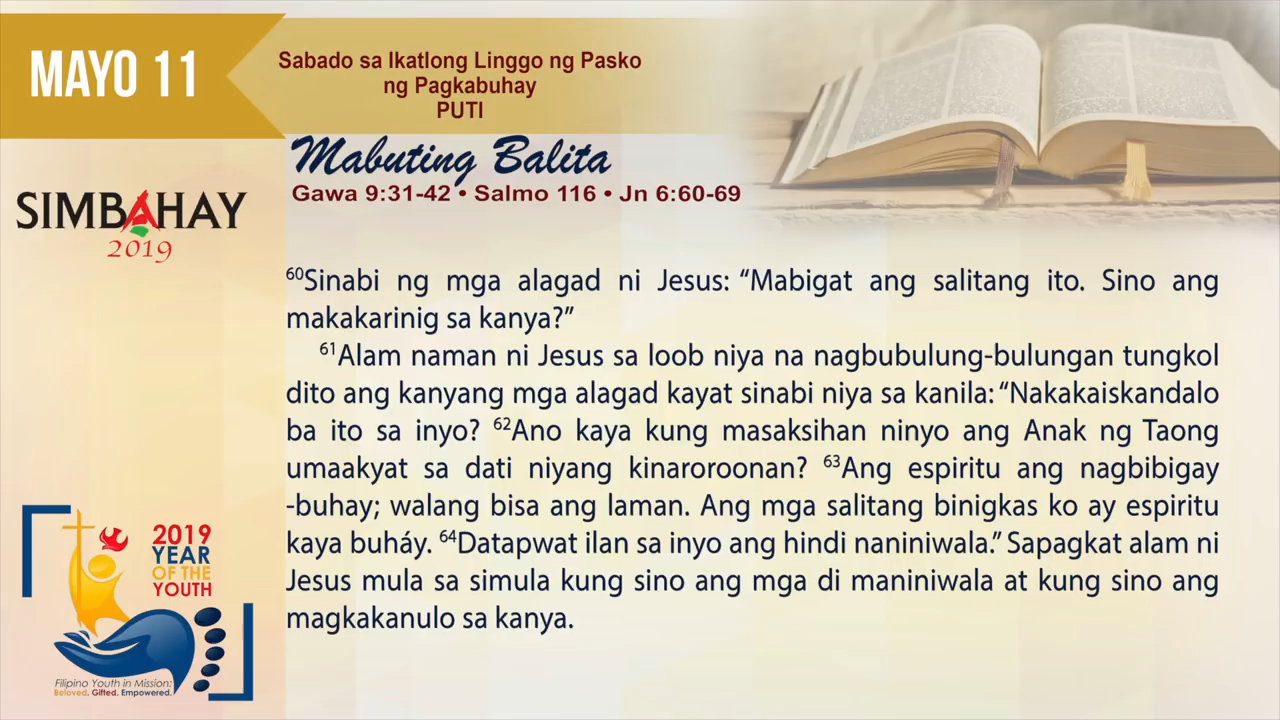 MAYO 11
Sabado sa Ikatlong Linggo ng Pasko
ng Pagkabuhay
PUTI
Mabuting Balita
Gawa 9:31-42 • Salmo 116 • Jn 6:60-69
SIMBAHAY
2019
⁶⁰Sinabi ng mga alagad ni Jesus: “Mabigat ang salitang ito. Sino ang
makakarinig sa kanya?”
⁶¹Alam naman ni Jesus sa loob niya na nagbubulung-bulungan tungkol
dito ang kanyang mga alagad kayat sinabi niya sa kanila: “Nakakaiskandalo
ba ito sa inyo? ⁶²Ano kaya kung masaksihan ninyo ang Anak ng Taong
umaakyat sa dati niyang kinaroroonan? ⁶³Ang espiritu ang nagbibigay
-buhay; walang bisa ang laman. Ang mga salitang binigkas ko ay espiritu
kaya buháy. ⁶⁴Datapwat ilan sa inyo ang hindi naniniwala.” Sapagkat alam ni
Jesus mula sa simula kung sino ang mga di maniniwala at kung sino ang
magkakanulo sa kanya.
2019
YEAR
OF THE
YOUTH
Filipino Youth in Mission:
Beloved. Gifted. Empowered.